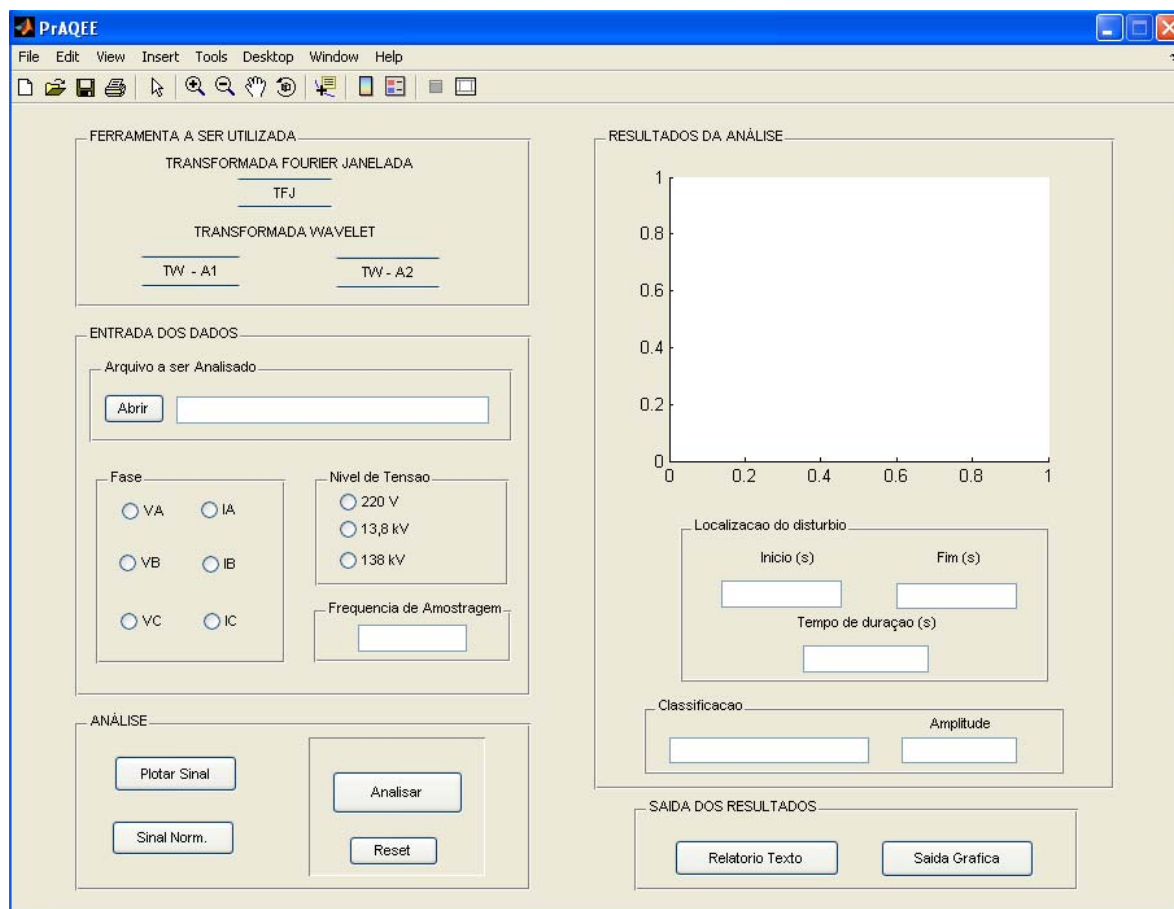 PrAQEE
File Edit View Insert Tools Desktop Window Help
FERRAMENTA A SER UTILIZADA
TRANSFORMADA FOURIER JANELADA
TFJ
TRANSFORMADA WAVELET
TW - A1 TW - A2
ENTRADA DOS DADOS
Arquivo a ser Analisado
Abrir
Fase
VA IA
VB IB
VC IC
Nivel de Tensao
220 V
13,8 kV
138 kV
Frequência de Amostragem
ANÁLISE
Plotar Sinal
Sinal Norm.
Analisar
Reset
RESULTADOS DA ANÁLISE
1
0.8
0.6
0.4
0.2
0
0 0.2 0.4 0.6 0.8 1
Localizacao do disturbio
Inicio (s) Fim (s)
Tempo de duraçao (s)
Classificacao
Amplitude
SAIDA DOS RESULTADOS
Relatorio Texto Saida Grafica